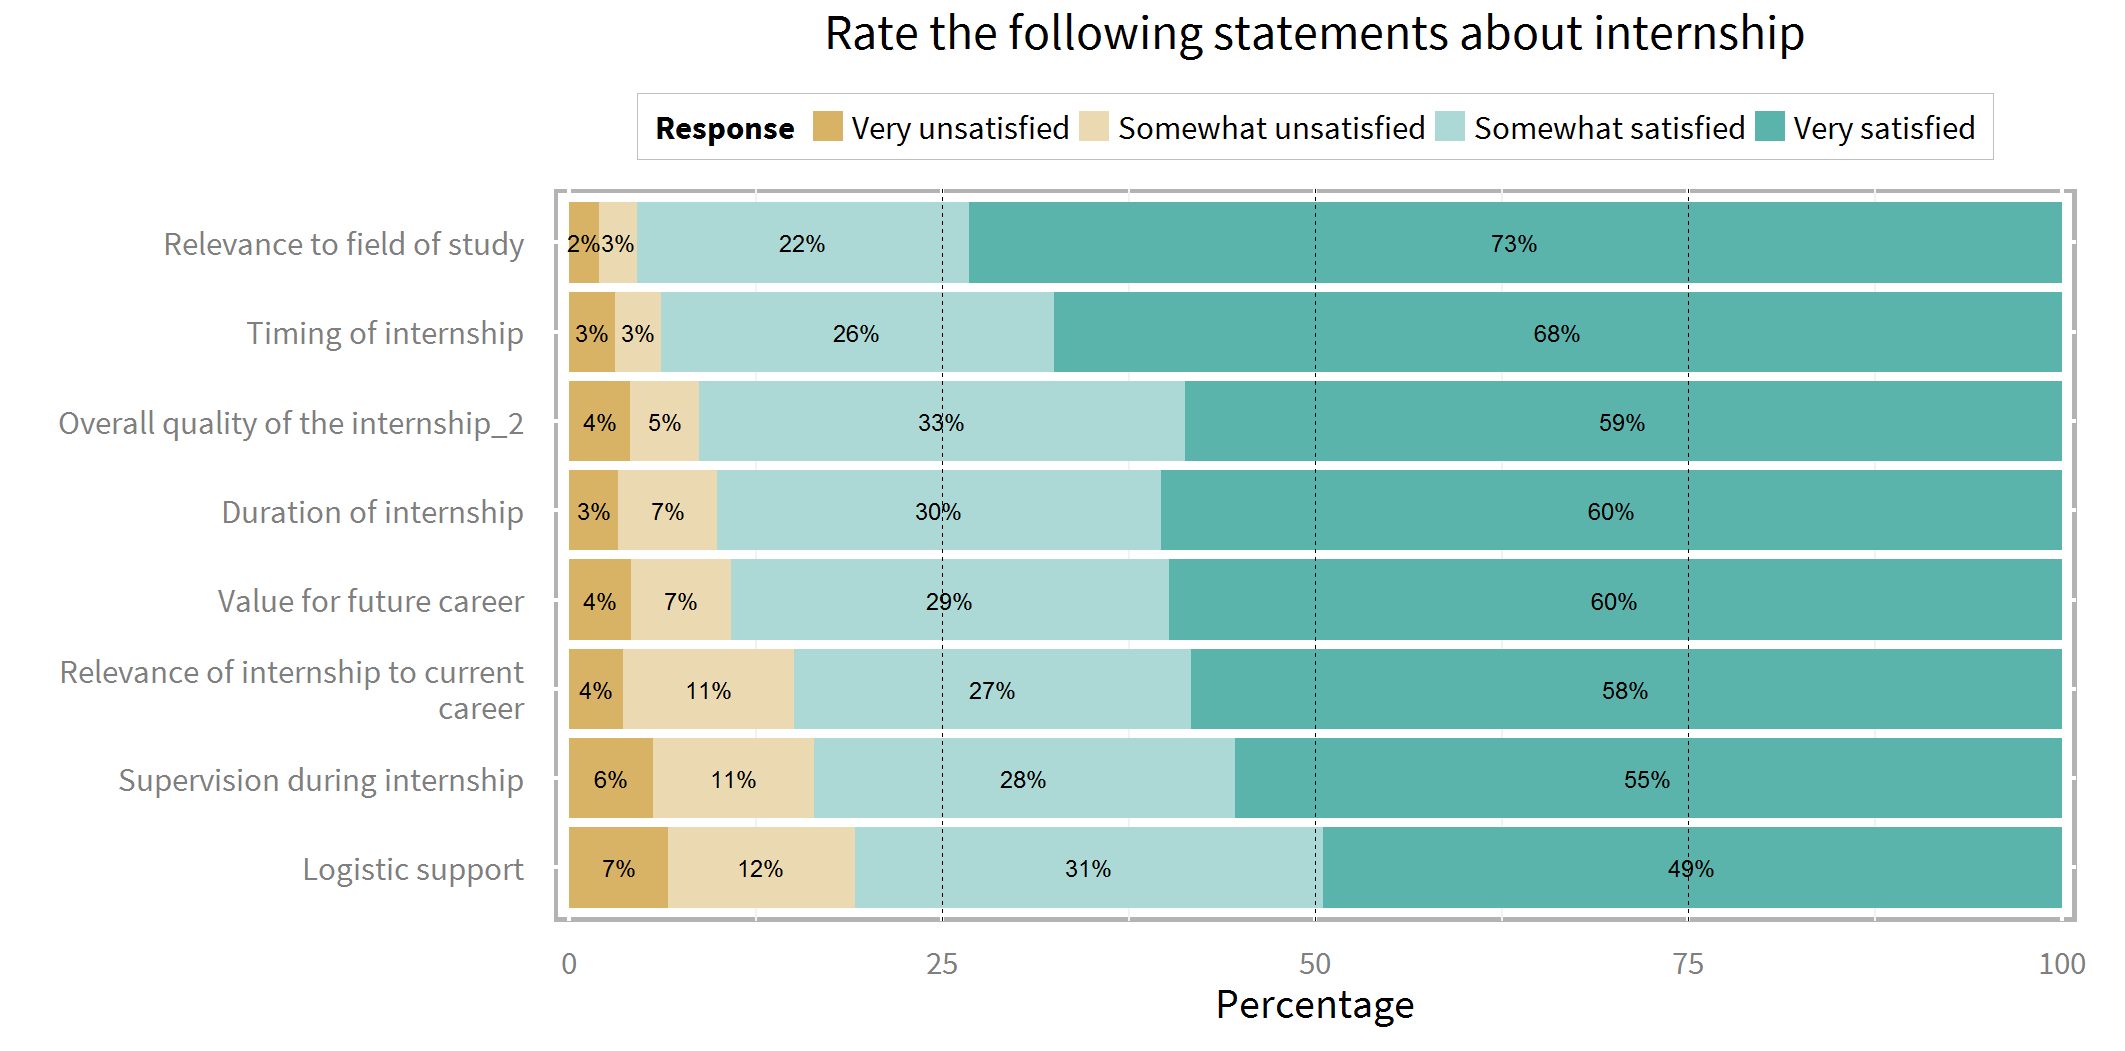 Rate the following statements about internship
Response Very unsatisfied Somewhat unsatisfied Somewhat satisfied Very satisfied
Relevance to field of study 2% 3% 22% 73%
Timing of internship 3% 3% 26% 68%
Overall quality of the internship_2 4% 5% 33% 59%
Duration of internship 3% 7% 30% 60%
Value for future career 4% 7% 29% 60%
Relevance of internship to current
career 4% 11% 27% 58%
Supervision during internship 6% 11% 28% 55%
Logistic support 7% 12% 31% 49%
0 25 50 75 100
Percentage